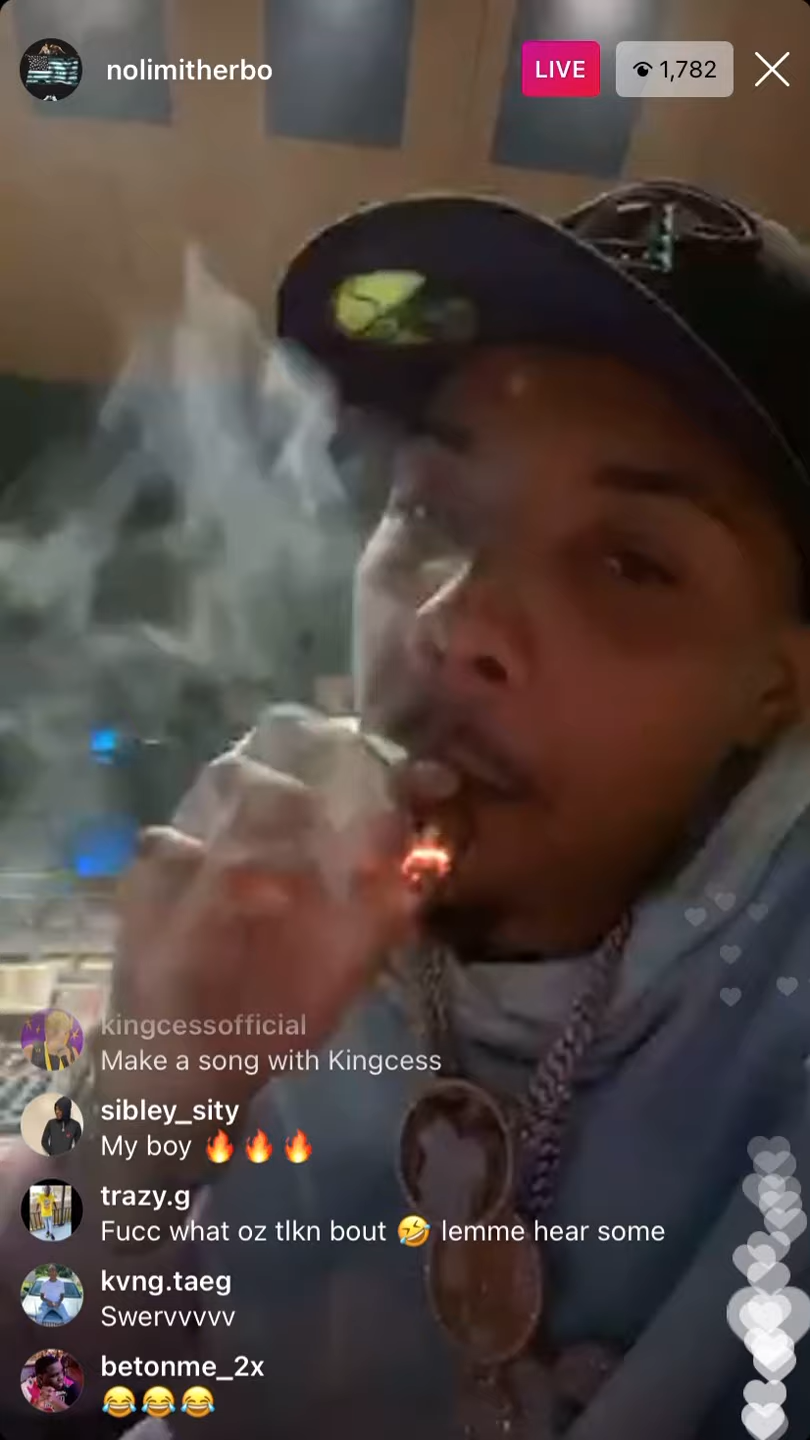 nolimitherbo
LIVE
1,782
kingcessofficial
Make a song with Kingcess
sibley_sity
My boy 🔥🔥🔥
trazy.g
Fucc what oz tlkn bout 🤣 lemme hear some
kvng.taeg
Swervvvvv
betonme_2x
😂😂😂